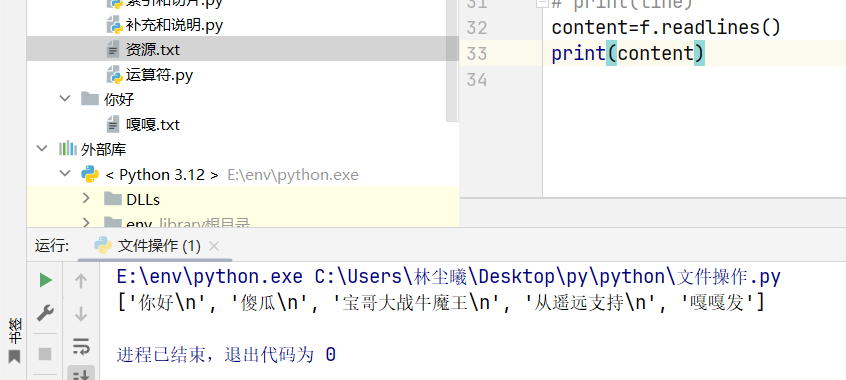 索引和切片.py
补充和说明.py
资源.txt
运算符.py
你好
嘎嘎.txt
外部库
< Python 3.12 > E:\env\python.exe
DLLs
env library根目录
31 # print(line)
32 content=f.readlines()
33 print(content)
34
运行: 文件操作 (1)
E:\env\python.exe C:\Users\林尘曦\Desktop\py\python\文件操作.py
['你好\n', '傻瓜\n', '宝哥大战牛魔王\n', '从遥远支持\n', '嘎嘎发']
进程已结束，退出代码为 0
书签